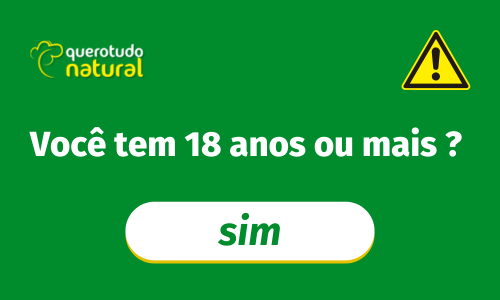 querotudo
natural
Você tem 18 anos ou mais ?
sim